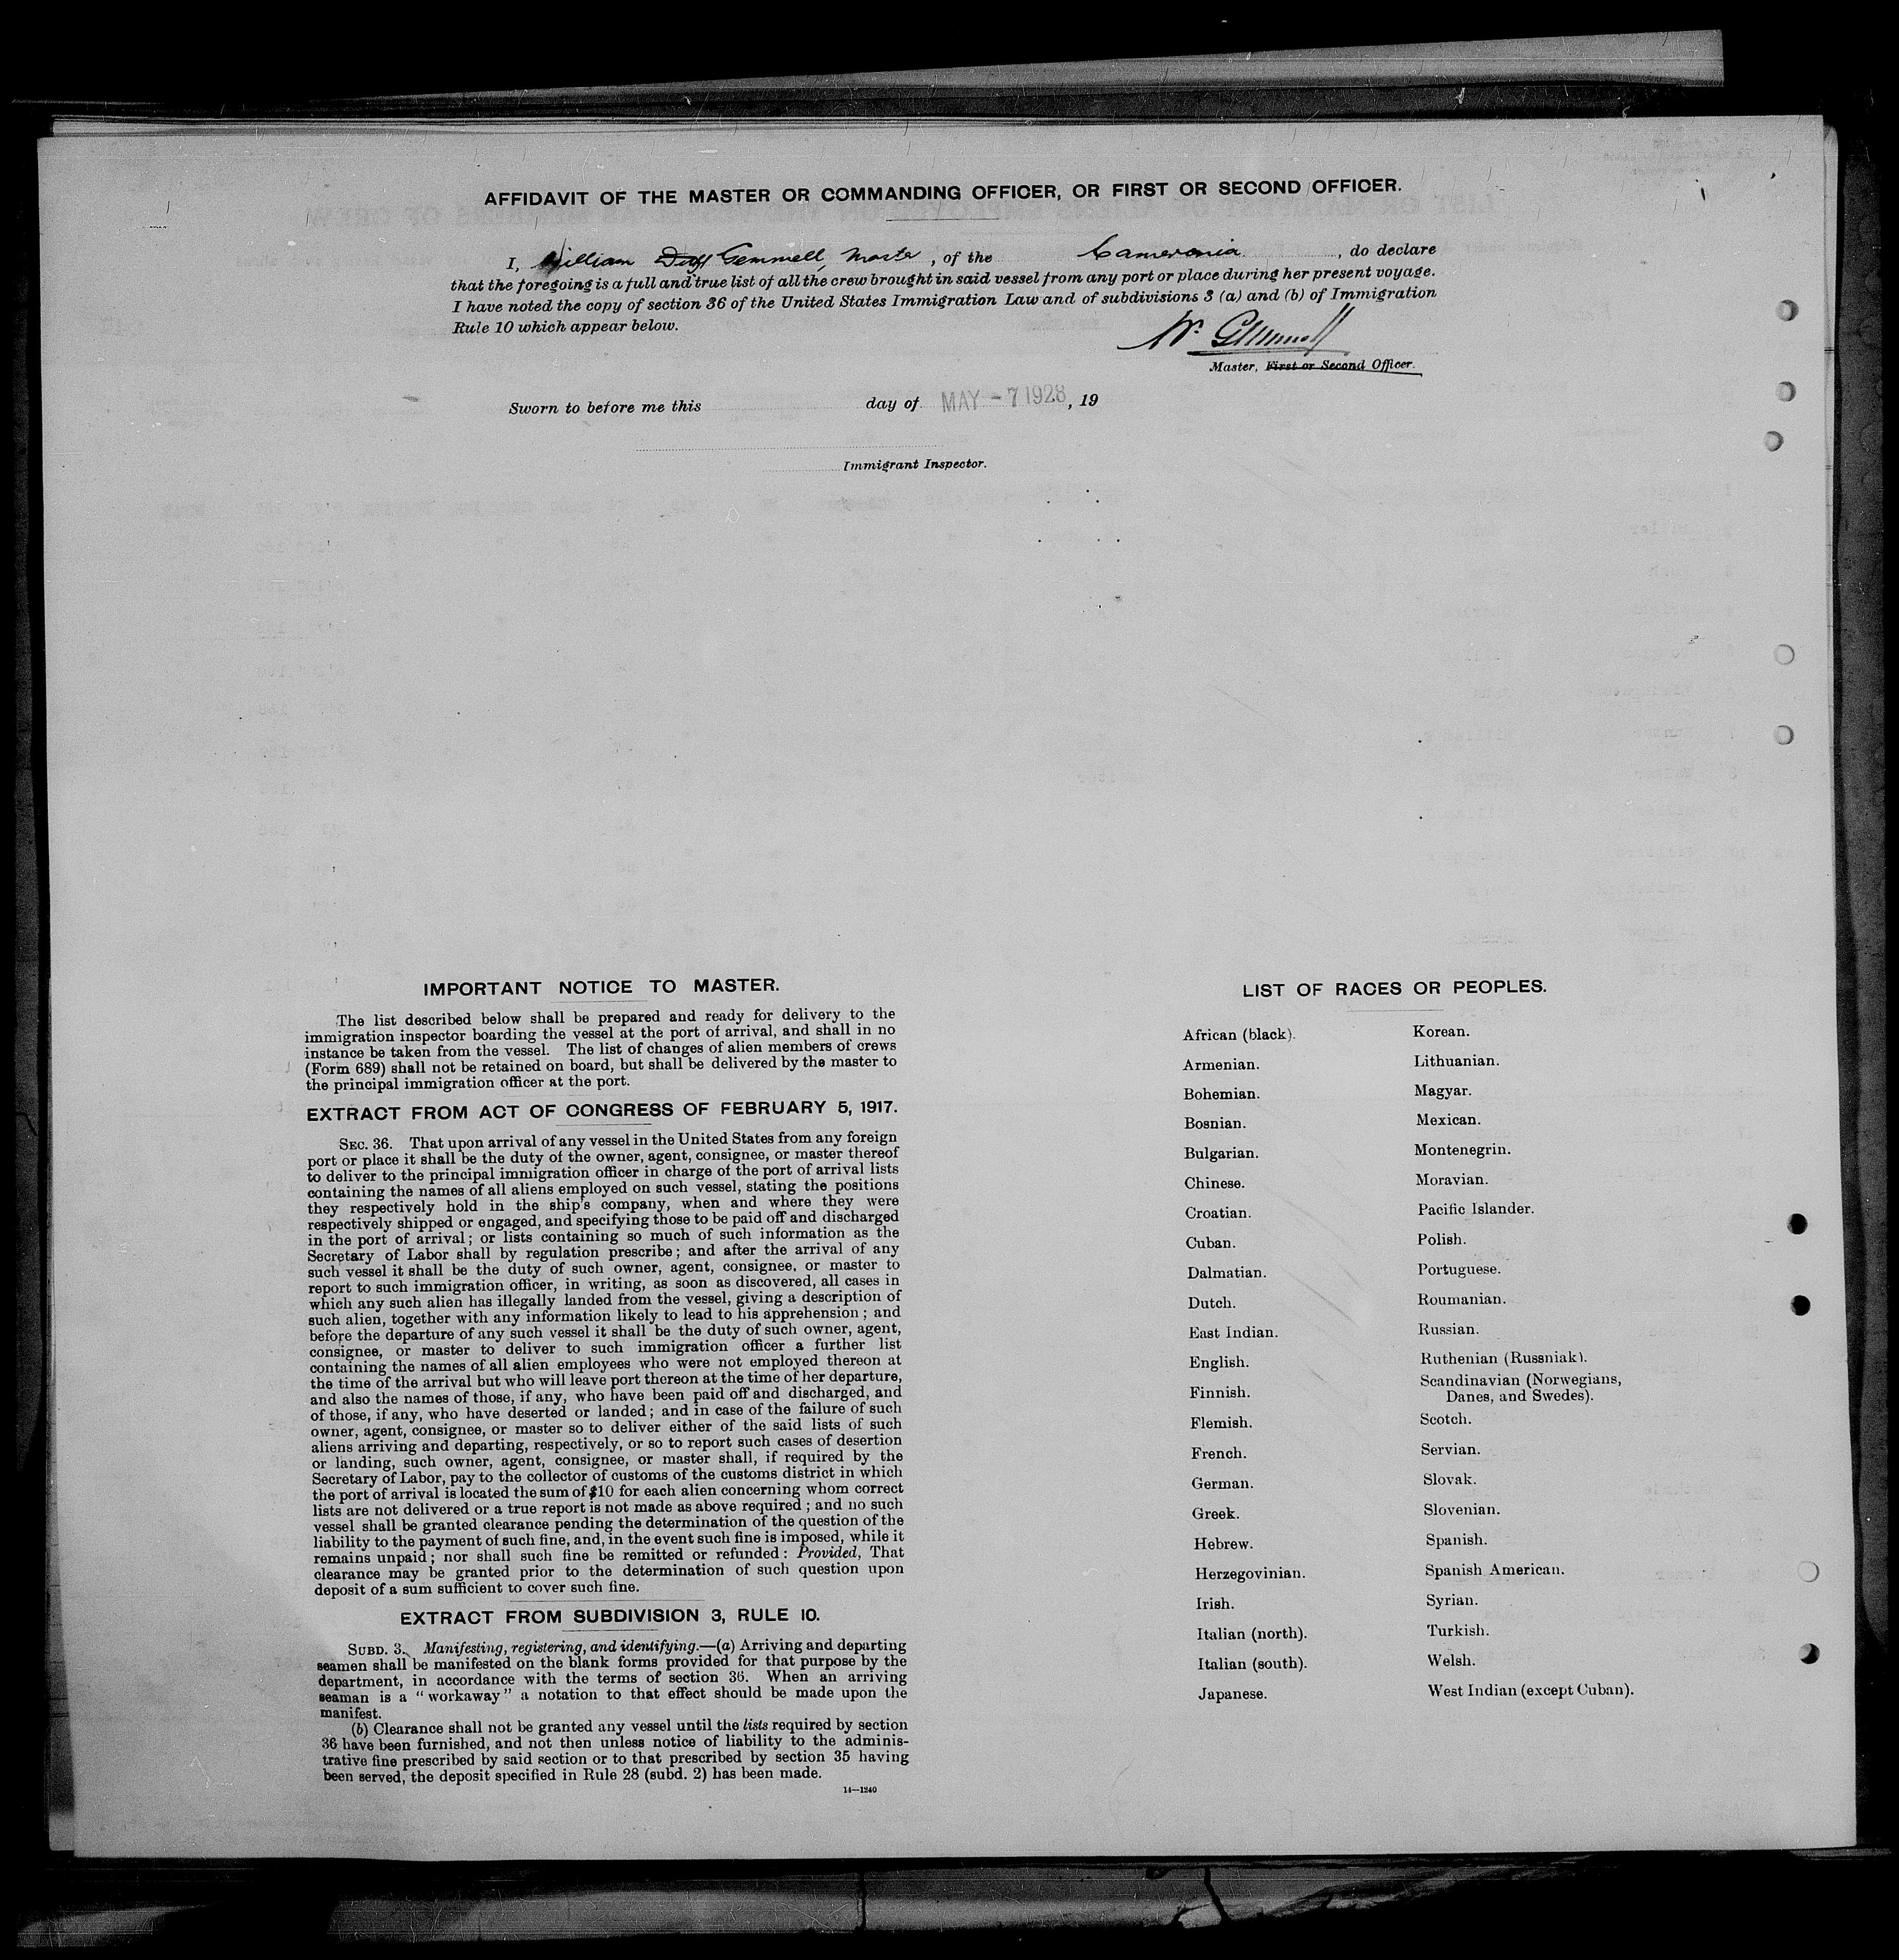 AFFIDAVIT OF THE MASTER OR COMMANDING OFFICER, OR FIRST OR SECOND OFFICER.
I, William Duff Gemmell, Master, of the Cameronia, do declare
that the foregoing is a full and true list of all the crew brought in said vessel from any port or place during her present voyage.
I have noted the copy of section 36 of the United States Immigration Law and of subdivisions 3 (a) and (b) of Immigration
Rule 10 which appear below.
W. Gemmell
Master, First or Second Officer.
Sworn to before me this day of MAY - 7 1928, 19
Immigrant Inspector.
IMPORTANT NOTICE TO MASTER.
The list described below shall be prepared and ready for delivery to the
immigration inspector boarding the vessel at the port of arrival, and shall in no
instance be taken from the vessel. The list of changes of alien members of crews
(Form 689) shall not be retained on board, but shall be delivered by the master to
the principal immigration officer at the port.
EXTRACT FROM ACT OF CONGRESS OF FEBRUARY 5, 1917.
SEC. 36. That upon arrival of any vessel in the United States from any foreign
port or place it shall be the duty of the owner, agent, consignee, or master thereof
to deliver to the principal immigration officer in charge of the port of arrival lists
containing the names of all aliens employed on such vessel, stating the positions
they respectively hold in the ship's company, when and where they were
respectively shipped or engaged, and specifying those to be paid off and discharged
in the port of arrival; or lists containing so much of such information as the
Secretary of Labor shall by regulation prescribe; and after the arrival of any
such vessel it shall be the duty of such owner, agent, consignee, or master to
report to such immigration officer, in writing, as soon as discovered, all cases in
which any such alien has illegally landed from the vessel, giving a description of
such alien, together with any information likely to lead to his apprehension; and
before the departure of any such vessel it shall be the duty of such owner, agent,
consignee, or master to deliver to such immigration officer a further list
containing the names of all alien employees who were not employed thereon at
the time of the arrival but who will leave port thereon at the time of her departure,
and also the names of those, if any, who have been paid off and discharged, and
of those, if any, who have deserted or landed; and in case of the failure of such
owner, agent, consignee, or master so to deliver either of the said lists of such
aliens arriving and departing, respectively, or so to report such cases of desertion
or landing, such owner, agent, consignee, or master shall, if required by the
Secretary of Labor, pay to the collector of customs of the customs district in which
the port of arrival is located the sum of $10 for each alien concerning whom correct
lists are not delivered or a true report is not made as above required; and no such
vessel shall be granted clearance pending the determination of the question of the
liability to the payment of such fine, and, in the event such fine is imposed, while it
remains unpaid; nor shall such fine be remitted or refunded: Provided, That
clearance may be granted prior to the determination of such question upon
deposit of a sum sufficient to cover such fine.
EXTRACT FROM SUBDIVISION 3, RULE 10.
SUBD. 3. Manifesting, registering, and identifying.—(a) Arriving and departing
seamen shall be manifested on the blank forms provided for that purpose by the
department, in accordance with the terms of section 36. When an arriving
seaman is a "workaway" a notation to that effect should be made upon the
manifest.
(b) Clearance shall not be granted any vessel until the lists required by section
36 have been furnished, and not then unless notice of liability to the adminis-
trative fine prescribed by said section or to that prescribed by section 35 having
been served, the deposit specified in Rule 28 (subd. 2) has been made.
14—1240
LIST OF RACES OR PEOPLES.
African (black).
Armenian.
Bohemian.
Bosnian.
Bulgarian.
Chinese.
Croatian.
Cuban.
Dalmatian.
Dutch.
East Indian.
English.
Finnish.
Flemish.
French.
German.
Greek.
Hebrew.
Herzegovinian.
Irish.
Italian (north).
Italian (south).
Japanese.
Korean.
Lithuanian.
Magyar.
Mexican.
Montenegrin.
Moravian.
Pacific Islander.
Polish.
Portuguese.
Roumanian.
Russian.
Ruthenian (Russniak).
Scandinavian (Norwegians,
Danes, and Swedes).
Scotch.
Servian.
Slovak.
Slovenian.
Spanish.
Spanish American.
Syrian.
Turkish.
Welsh.
West Indian (except Cuban).